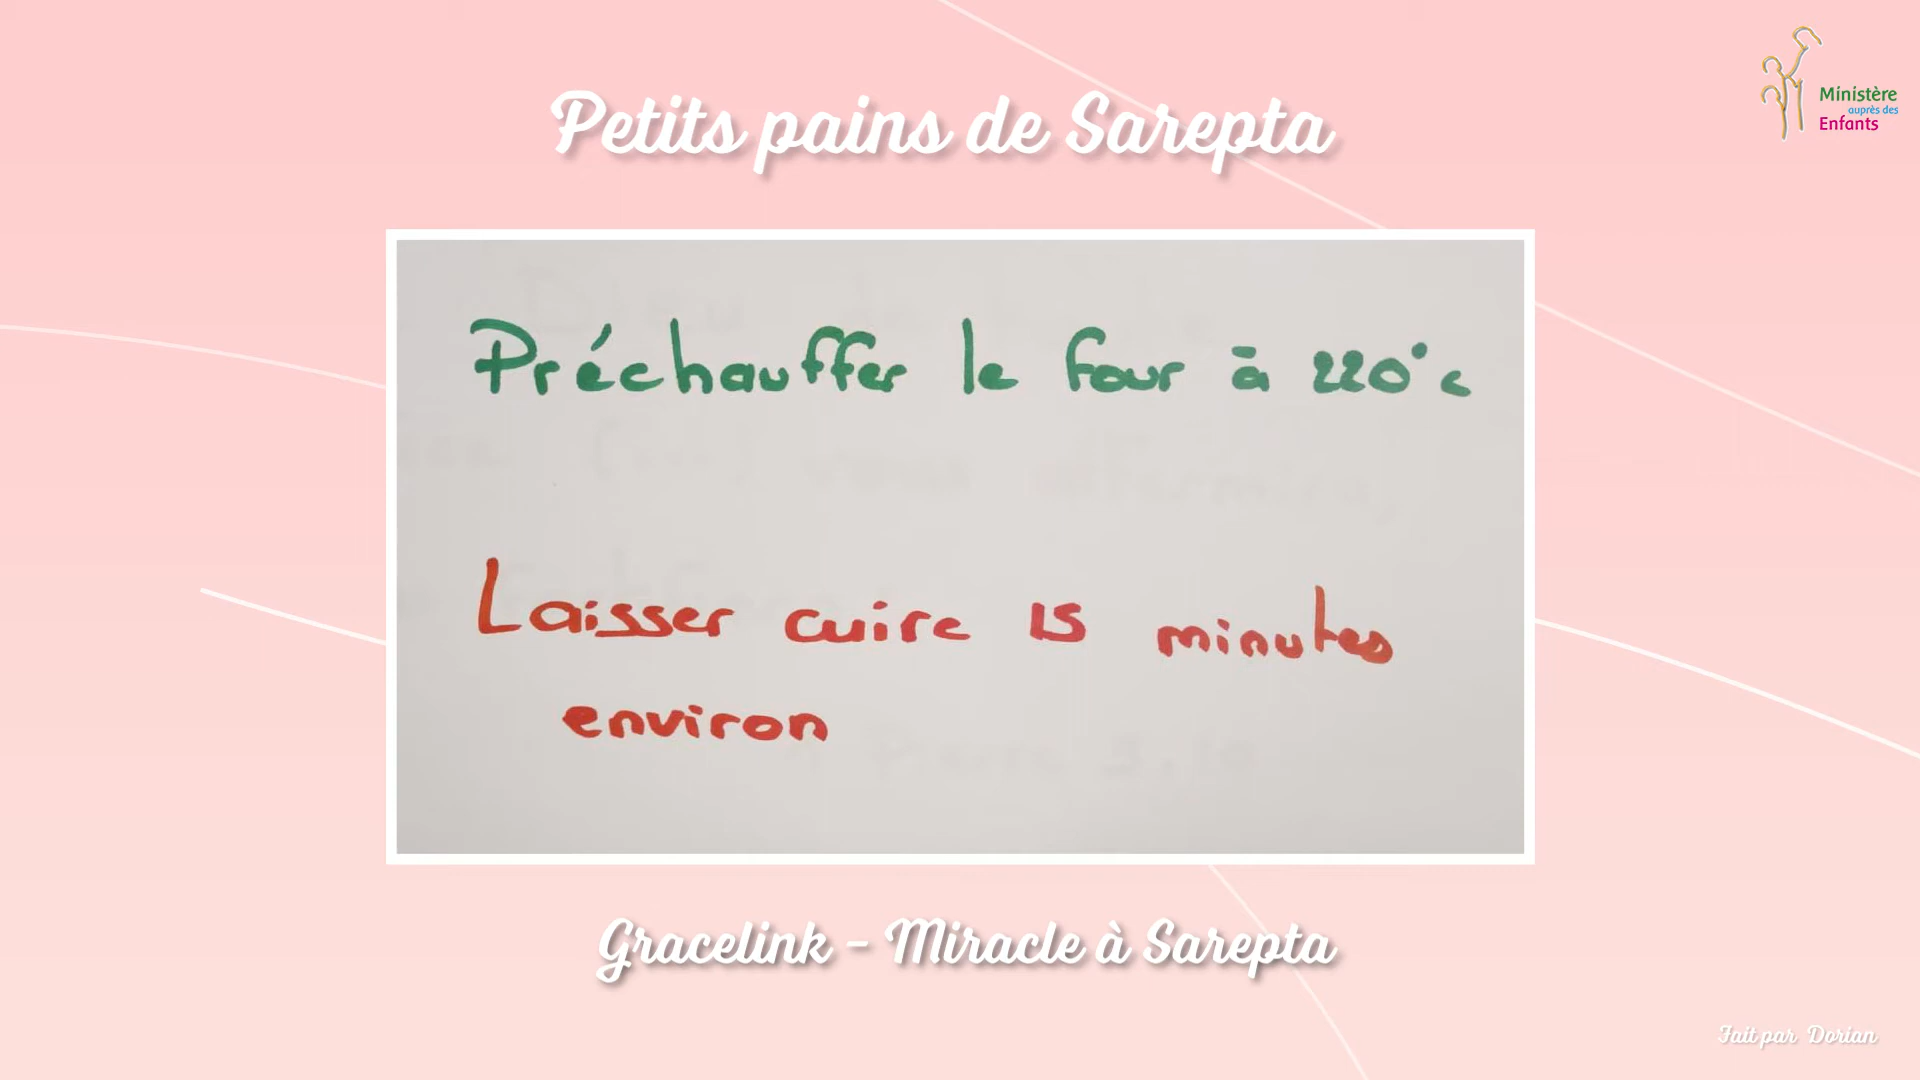 Petits pains de Sarepta
Ministère
auprès des
Enfants
Préchauffer le four à 220°c
Laisser cuire 15 minutes
environ
Gracelink - Miracle à Sarepta
Fait par Dorian